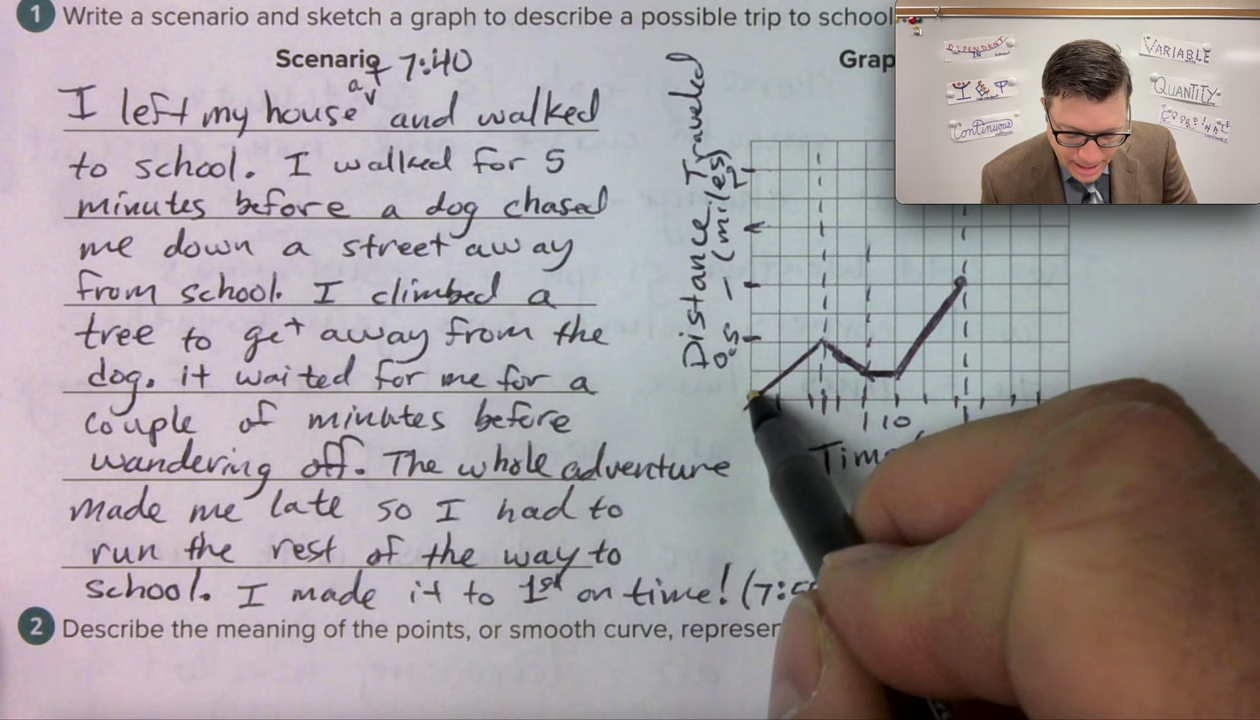 1 Write a scenario and sketch a graph to describe a possible trip to school
Scenario
at 7:40
I left my house and walked
to school. I walked for 5
minutes before a dog chased
me down a street away
from school. I climbed a
tree to get away from the
dog. it waited for me for a
couple of minutes before
wandering off. The whole adventure
made me late so I had to
run the rest of the way to
school. I made it to 1st on time! (7:5
2 Describe the meaning of the points, or smooth curve, represen
Grap
Distance Traveled
(miles)
0.5
1
10
Time
DEPENDENT
IN
VARIABLE
QUANTITY
Continuous